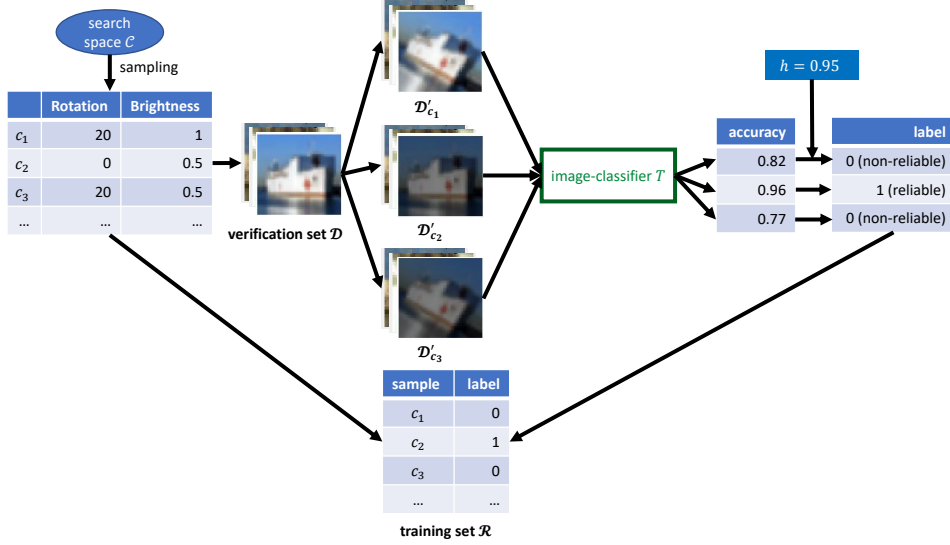 search
space 𝒞
sampling
Rotation Brightness
c₁ 20 1
c₂ 0 0.5
c₃ 20 0.5
... ... ...
verification set 𝒟
𝒟′c₁
𝒟′c₂
𝒟′c₃
image-classifier T
h = 0.95
accuracy
0.82
0.96
0.77
label
0 (non-reliable)
1 (reliable)
0 (non-reliable)
sample label
c₁ 0
c₂ 1
c₃ 0
... ...
training set ℛ